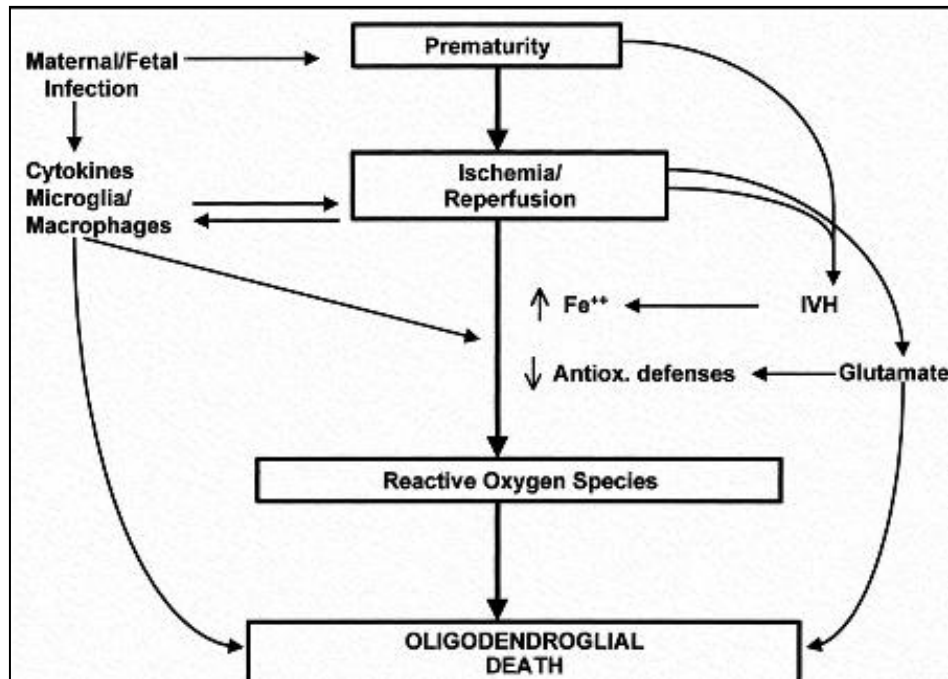 Prematurity
Maternal/Fetal
Infection
Cytokines
Microglia/
Macrophages
Ischemia/
Reperfusion
↑ Fe⁺⁺
IVH
↓ Antiox. defenses
Glutamate
Reactive Oxygen Species
OLIGODENDROGLIAL
DEATH